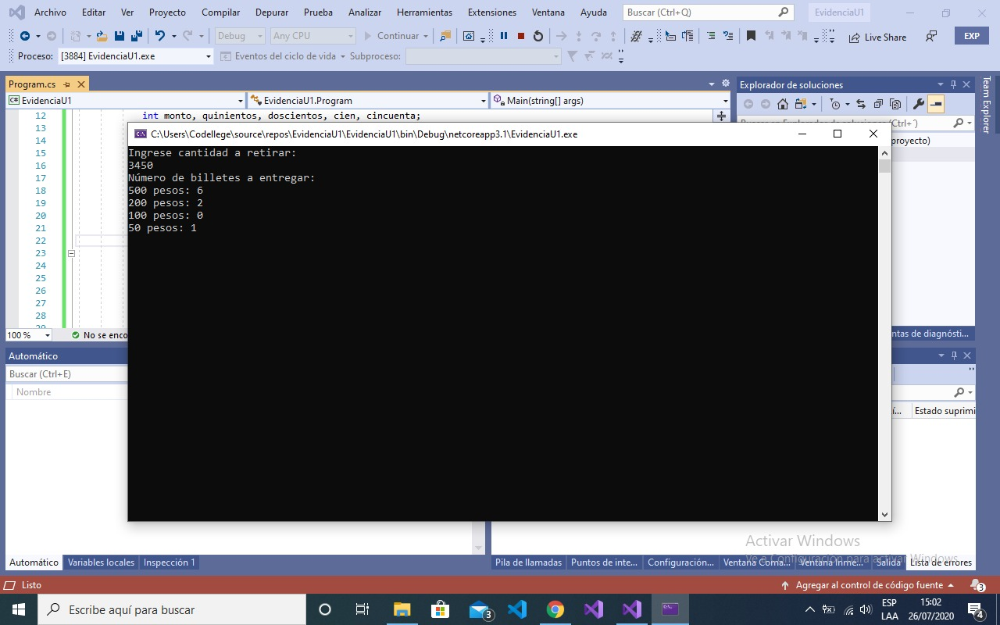 Archivo Editar Ver Proyecto Compilar Depurar Prueba Analizar Herramientas Extensiones Ventana Ayuda Buscar (Ctrl+Q) EvidenciaU1
Debug Any CPU Continuar Live Share EXP
Proceso: [3884] EvidenciaU1.exe Eventos del ciclo de vida Subproceso:
Program.cs
Explorador de soluciones
Team Explorer
C# EvidenciaU1 EvidenciaU1.Program Main(string[] args)
12 int monto, quinientos, doscientos, cien, cincuenta;
13
14
15
16
17
18
19
20
21
22
23
24
25
26
27
28
C:\Users\Codellege\source\repos\EvidenciaU1\EvidenciaU1\bin\Debug\netcoreapp3.1\EvidenciaU1.exe
Ingrese cantidad a retirar:
3450
Número de billetes a entregar:
500 pesos: 6
200 pesos: 2
100 pesos: 0
50 pesos: 1
proyecto)
100 % No se enco
ntas de diagnósti...
Automático
Buscar (Ctrl+E)
Nombre
í... Estado suprimi
Activar Windows
Ve a Configuración para activar Windows.
Automático Variables locales Inspección 1
Pila de llamadas Puntos de inte... Configuración... Ventana Coma... Ventana Inme... Salida Lista de errores
Listo Agregar al control de código fuente 3
Escribe aquí para buscar 3 ESP LAA 15:02 26/07/2020 4